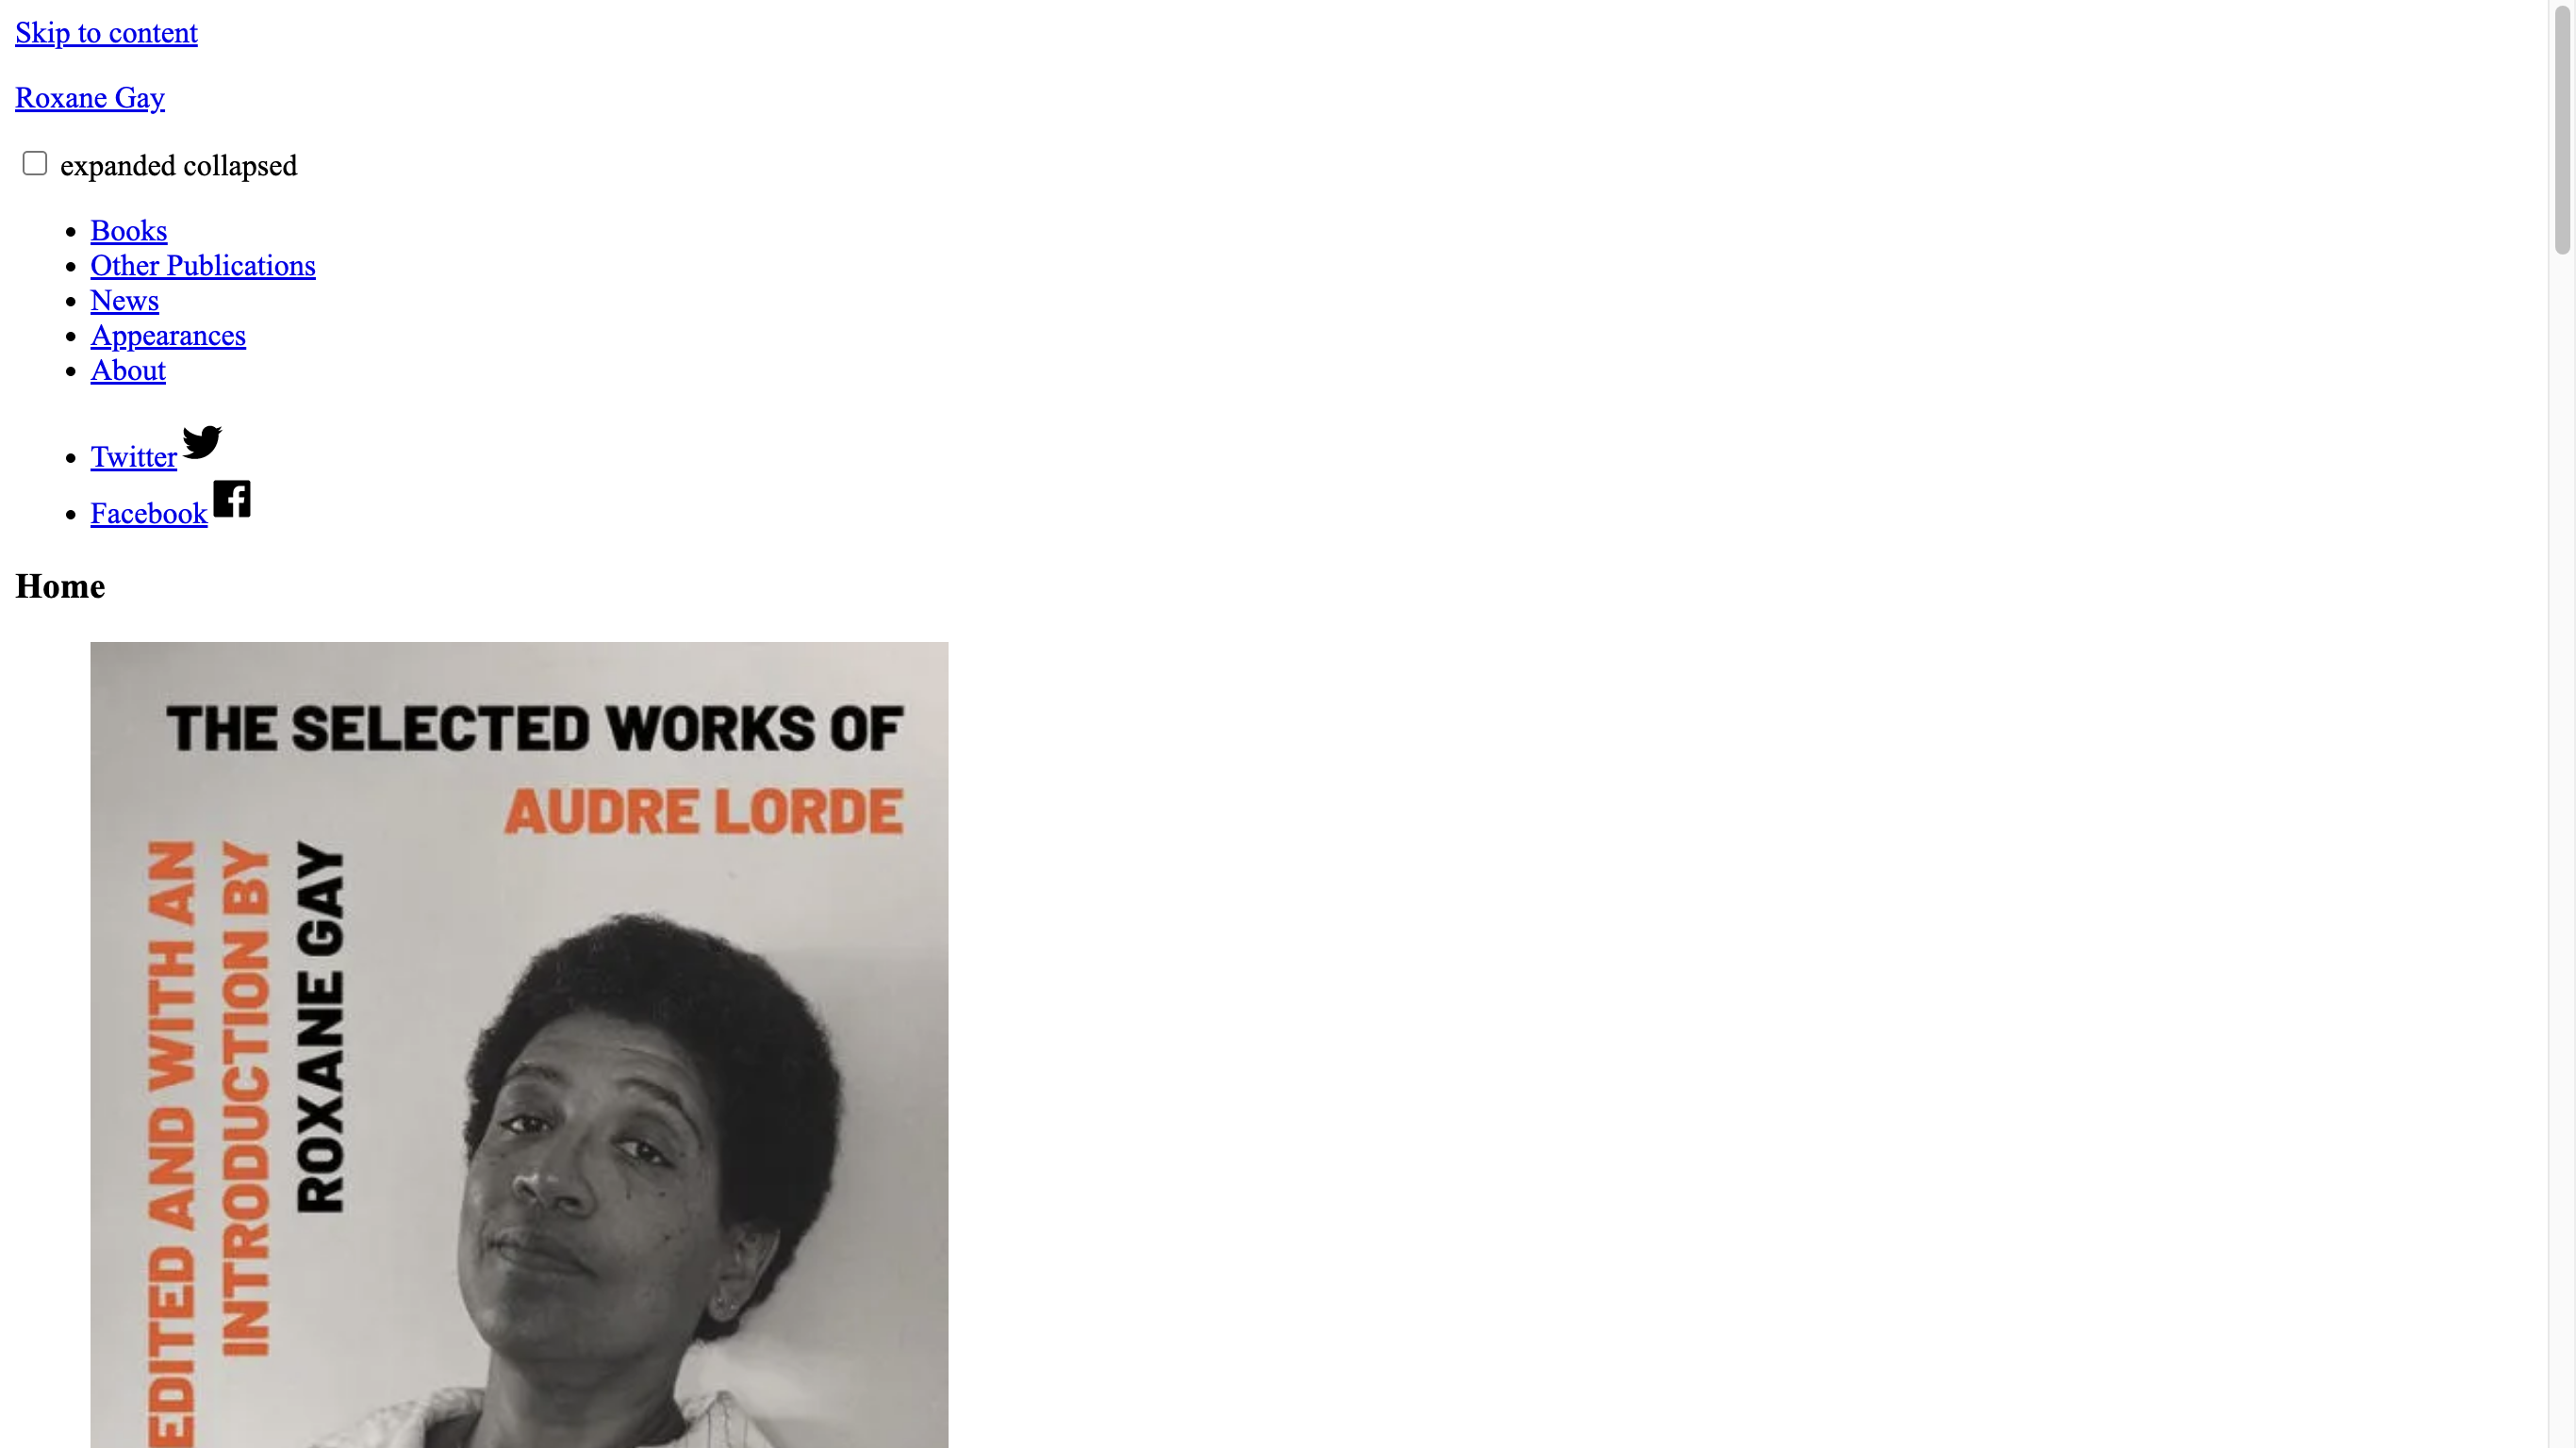 Skip to content
Roxane Gay
expanded collapsed
Books
Other Publications
News
Appearances
About
Twitter
Facebook
Home
THE SELECTED WORKS OF
AUDRE LORDE
EDITED AND WITH AN
INTRODUCTION BY
ROXANE GAY